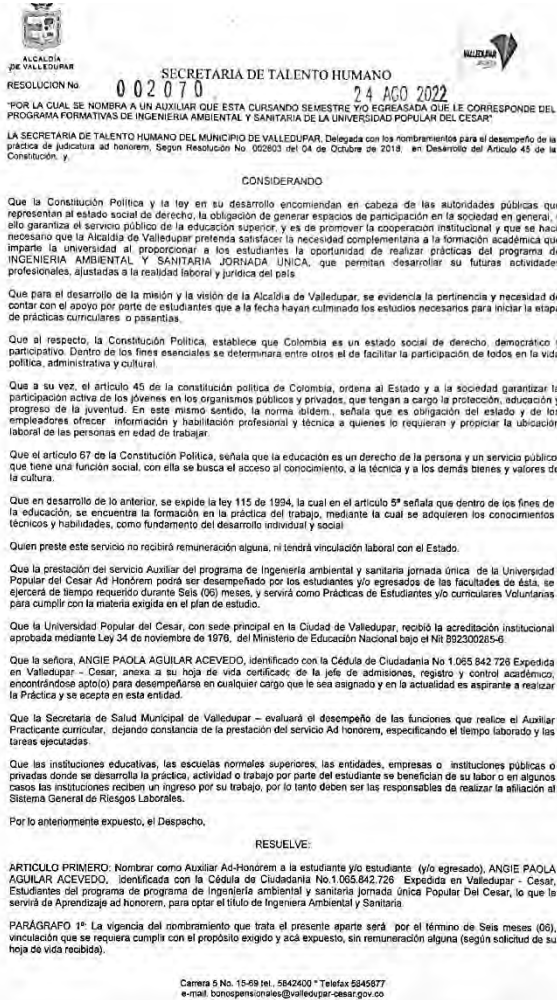 ALCALDÍA
DE VALLEDUPAR
VALLEDUPAR
SECRETARIA DE TALENTO HUMANO
RESOLUCION No. 002070 24 AGO 2022
"POR LA CUAL SE NOMBRA A UN AUXILIAR QUE ESTA CURSANDO SEMESTRE Y/O EGRESADA QUE LE CORRESPONDE DEL
PROGRAMA FORMATIVAS DE INGENIERIA AMBIENTAL Y SANITARIA DE LA UNIVERSIDAD POPULAR DEL CESAR"
LA SECRETARIA DE TALENTO HUMANO DEL MUNICIPIO DE VALLEDUPAR, Delegada con los nombramientos para el desempeño de la
práctica de judicatura ad honorem, Según Resolución No. 002803 del 04 de Octubre de 2018, en Desarrollo del Articulo 45 de la
Constitución, y
CONSIDERANDO
Que la Constitución Política y la ley en su desarrollo encomiendan en cabeza de las autoridades públicas que
representan al estado social de derecho, la obligación de generar espacios de participación en la sociedad en general,
ello garantiza el servicio público de la educación superior, y es de promover la cooperación institucional y que se hac
necesario que la Alcaldía de Valledupar pretenda satisfacer la necesidad complementaria a la formación académica que
imparte la universidad al proporcionar a los estudiantes la oportunidad de realizar prácticas del programa de
INGENIERIA AMBIENTAL Y SANITARIA JORNADA UNICA, que permitan desarrollar su futuras actividades
profesionales, ajustadas a la realidad laboral y jurídica del país.
Que para el desarrollo de la misión y la visión de la Alcaldía de Valledupar, se evidencia la pertinencia y necesidad de
contar con el apoyo por parte de estudiantes que a la fecha hayan culminado los estudios necesarios para iniciar la etapa
de prácticas curriculares o pasantías.
Que al respecto, la Constitución Política, establece que Colombia es un estado social de derecho, democrático y
participativo. Dentro de los fines esenciales se determinara entre otros el de facilitar la participación de todos en la vida
política, administrativa y cultural.
Que a su vez, el artículo 45 de la constitución política de Colombia, ordena al Estado y a la sociedad garantizar la
participación activa de los jóvenes en los organismos públicos y privados, que tengan a cargo la protección, educación y
progreso de la juventud. En este mismo sentido, la norma ibídem., señala que es obligación del estado y de los
empleadores ofrecer información y habilitación profesional y técnica a quienes lo requieran y propiciar la ubicación
laboral de las personas en edad de trabajar.
Que el artículo 67 de la Constitución Política, señala que la educación es un derecho de la persona y un servicio público
que tiene una función social, con ella se busca el acceso al conocimiento, a la técnica y a los demás bienes y valores de
la cultura.
Que en desarrollo de lo anterior, se expide la ley 115 de 1994, la cual en el artículo 5º señala que dentro de los fines de
la educación, se encuentra la formación en la práctica del trabajo, mediante la cual se adquieren los conocimientos
técnicos y habilidades, como fundamento del desarrollo individual y social
Quien preste este servicio no recibirá remuneración alguna, ni tendrá vinculación laboral con el Estado.
Que la prestación del servicio Auxiliar del programa de Ingeniería ambiental y sanitaria jornada única de la Universidad
Popular del Cesar Ad Honórem podrá ser desempeñado por los estudiantes y/o egresados de las facultades de ésta, se
ejercerá de tiempo requerido durante Seis (06) meses, y servirá como Prácticas de Estudiantes y/o curriculares Voluntarias
para cumplir con la materia exigida en el plan de estudio.
Que la Universidad Popular del Cesar, con sede principal en la Ciudad de Valledupar, recibió la acreditación institucional
aprobada mediante Ley 34 de noviembre de 1976, del Ministerio de Educación Nacional bajo el Nit 892300285-6.
Que la señora, ANGIE PAOLA AGUILAR ACEVEDO, identificado con la Cédula de Ciudadanía No 1.065.842.726 Expedida
en Valledupar - Cesar, anexa a su hoja de vida certificado de la jefe de admisiones, registro y control académico,
encontrándose apto(o) para desempeñarse en cualquier cargo que le sea asignado y en la actualidad es aspirante a realizar
la Práctica y se acepta en esta entidad.
Que la Secretaria de Salud Municipal de Valledupar – evaluará el desempeño de las funciones que realice el Auxiliar
Practicante curricular, dejando constancia de la prestación del servicio Ad honorem, especificando el tiempo laborado y las
tareas ejecutadas.
Que las instituciones educativas, las escuelas normales superiores, las entidades, empresas o instituciones públicas o
privadas donde se desarrolla la práctica, actividad o trabajo por parte del estudiante se benefician de su labor o en algunos
casos las instituciones reciben un ingreso por su trabajo, por lo tanto deben ser las responsables de realizar la afiliación al
Sistema General de Riesgos Laborales.
Por lo anteriormente expuesto, el Despacho,
RESUELVE:
ARTICULO PRIMERO: Nombrar como Auxiliar Ad-Honórem a la estudiante y/o estudiante (y/o egresado), ANGIE PAOLA
AGUILAR ACEVEDO, identificada con la Cédula de Ciudadanía No.1.065.842.726 Expedida en Valledupar - Cesar,
Estudiantes del programa de programa de Ingeniería ambiental y sanitaria jornada única Popular Del Cesar, lo que le
servirá de Aprendizaje ad honorem, para optar el titulo de Ingeniera Ambiental y Sanitaria.
PARÁGRAFO 1º: La vigencia del nombramiento que trata el presente aparte será por el término de Seis meses (06),
vinculación que se requiera cumplir con el propósito exigido y acá expuesto, sin remuneración alguna (según solicitud de su
hoja de vida recibida).
Carrera 5 No. 15-69 tel.. 5842400 * Telefax 5845877
e-mail. bonospensionales@valledupar-cesar.gov.co